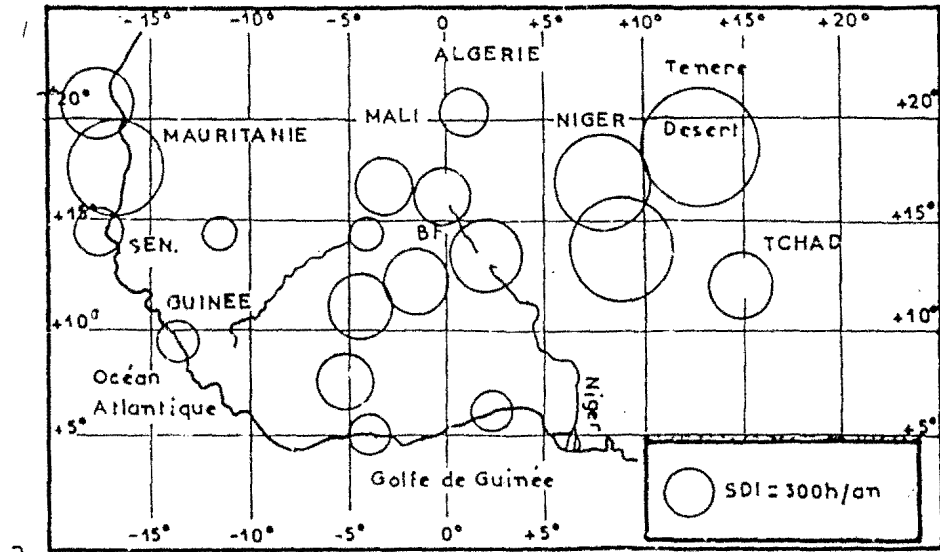 -15° -10° -5° 0 +5° +10° +15° +20°
ALGERIE
Tenere
+20° +20°
MALI NIGER Desert
MAURITANIE
+15° +15°
SEN. BF. TCHAD
GUINÉE
+10° +10°
Océan
Atlantique
Niger
+5° +5°
Golfe de Guinée
SDI = 300h/an
-15° -10° -5° 0° +5°